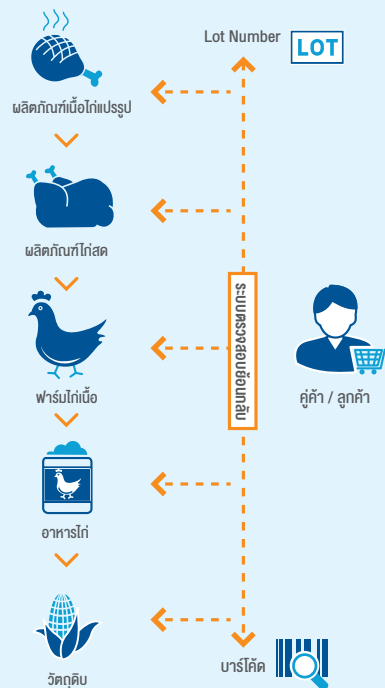 Lot Number
LOT
ผลิตภัณฑ์เนื้อไก่แปรรูป
ผลิตภัณฑ์ไก่สด
ระบบตรวจสอบย้อนกลับ
ฟาร์มไก่เนื้อ
คู่ค้า / ลูกค้า
อาหารไก่
วัตถุดิบ
บาร์โค้ด